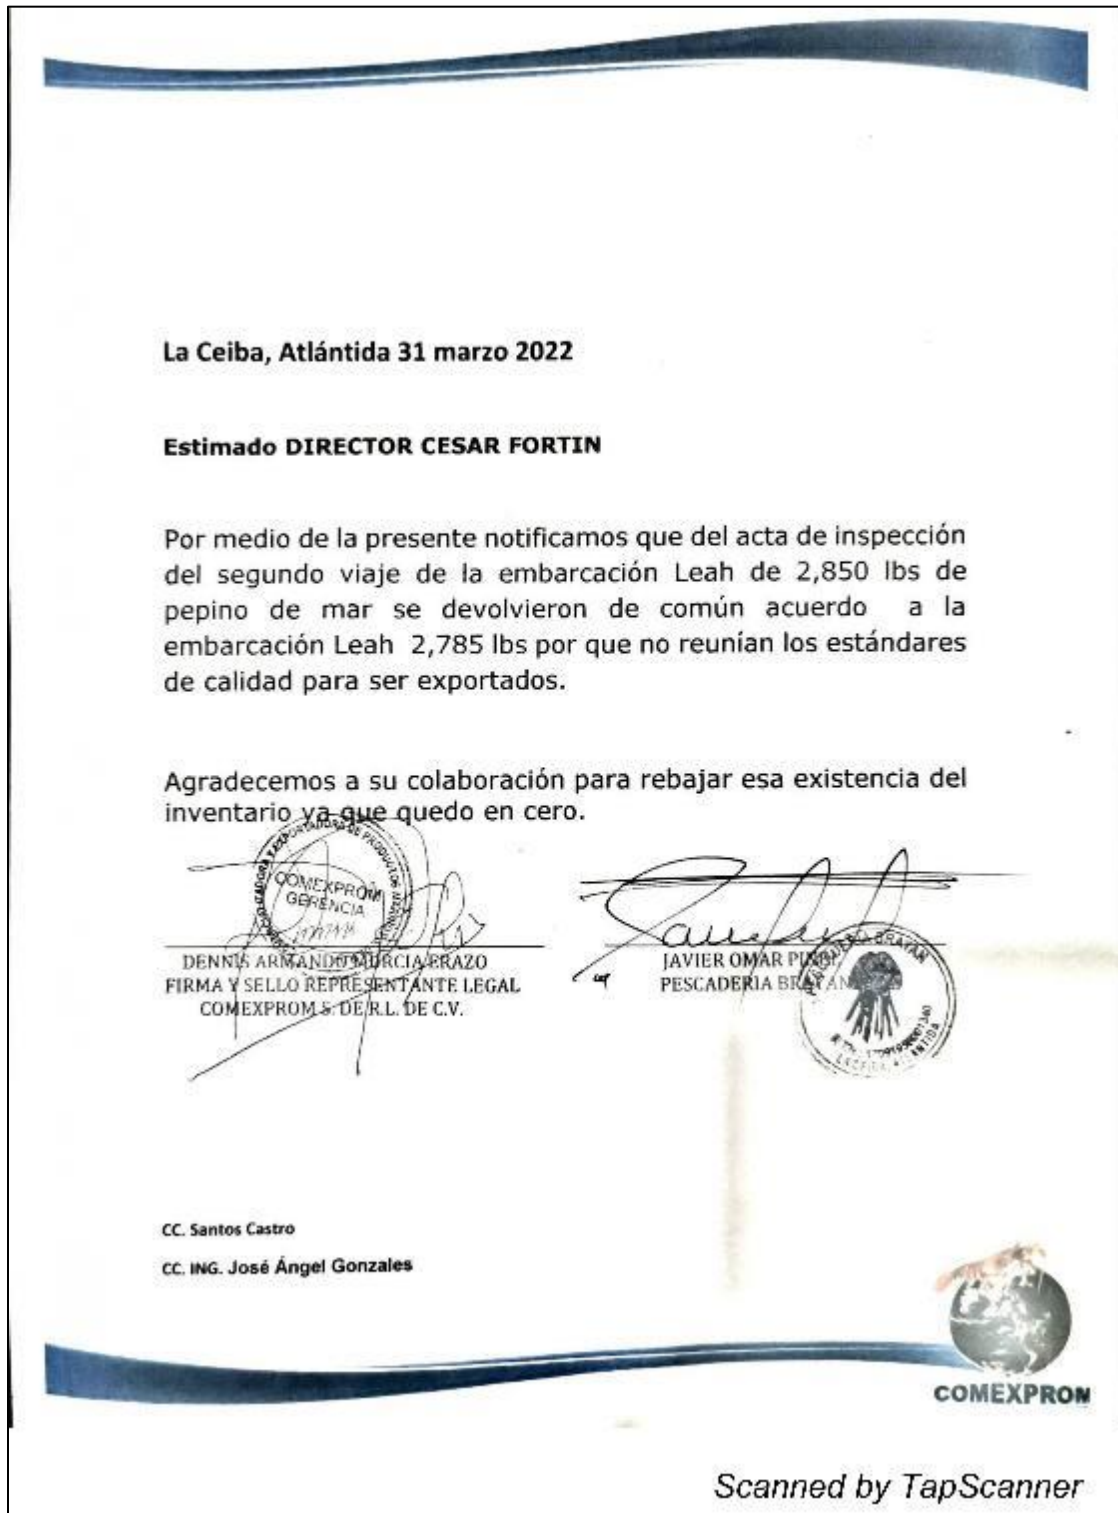 La Ceiba, Atlántida 31 marzo 2022
Estimado DIRECTOR CESAR FORTIN
Por medio de la presente notificamos que del acta de inspección
del segundo viaje de la embarcación Leah de 2,850 lbs de
pepino de mar se devolvieron de común acuerdo a la
embarcación Leah 2,785 lbs por que no reunían los estándares
de calidad para ser exportados.
Agradecemos a su colaboración para rebajar esa existencia del
inventario ya que quedo en cero.
COMEXPROM
GERENCIA
DENNIS ARMANDO MURCIA ERAZO
FIRMA Y SELLO REPRESENTANTE LEGAL
COMEXPROM S. DE R.L. DE C.V.
JAVIER OMAR
PESCADERIA BRAYAN
BRAYAN
CC. Santos Castro
CC. ING. José Ángel Gonzales
COMEXPROM
Scanned by TapScanner